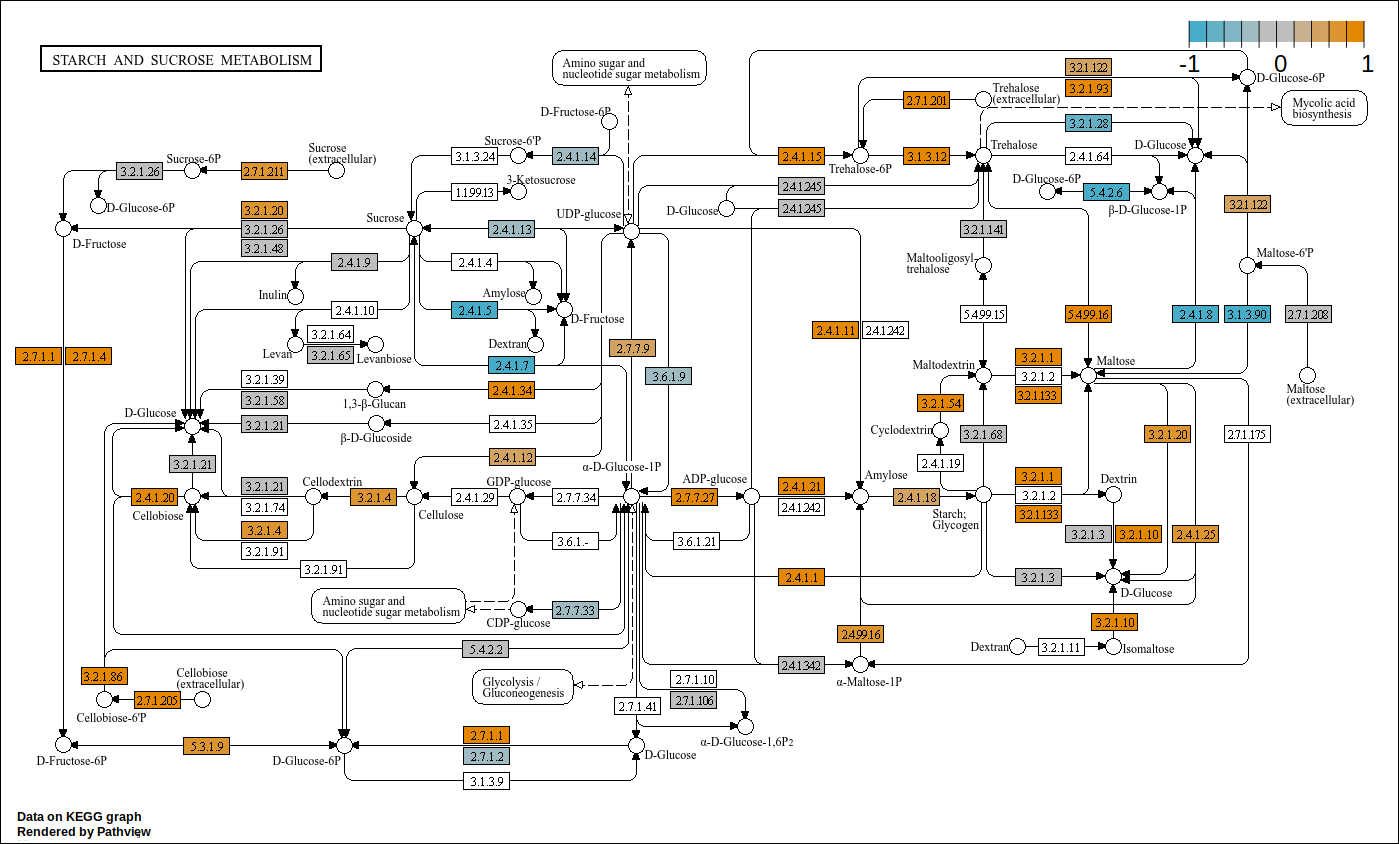 STARCH AND SUCROSE METABOLISM
-1
0
1
Amino sugar and
nucleotide sugar metabolism
3.2.1.122
D-Glucose-6P
3.2.1.93
2.7.1.201
Trehalose
(extracellular)
Mycolic acid
biosynthesis
D-Fructose-6P
3.2.1.28
Sucrose-6'P
3.1.3.24
2.4.1.14
2.4.1.15
3.1.3.12
Trehalose
2.4.1.64
D-Glucose
Trehalose-6P
Sucrose
(extracellular)
Sucrose-6P
3.2.1.26
2.7.1.211
3-Ketosucrose
1.1.99.13
2.4.1.245
D-Glucose-6P
5.4.2.6
β-D-Glucose-1P
D-Glucose-6P
3.2.1.20
Sucrose
UDP-glucose
D-Glucose
2.4.1.245
3.2.1.122
3.2.1.26
2.4.1.13
3.2.1.141
D-Fructose
3.2.1.48
2.4.1.9
2.4.1.4
Maltooligosyl-
trehalose
Maltose-6'P
Inulin
Amylose
2.4.1.10
2.4.1.5
D-Fructose
5.4.99.15
5.4.99.16
2.4.1.8
3.1.3.90
2.7.1.208
2.4.1.11
2.4.1.242
3.2.1.64
3.2.1.65
Levan
Levanbiose
Dextran
2.7.7.9
2.7.1.1
2.7.1.4
2.4.1.7
3.6.1.9
Maltodextrin
3.2.1.1
3.2.1.2
3.2.1.133
Maltose
3.2.1.39
3.2.1.58
1,3-β-Glucan
2.4.1.34
Maltose
(extracellular)
3.2.1.54
D-Glucose
3.2.1.21
β-D-Glucoside
2.4.1.35
Cyclodextrin
3.2.1.68
3.2.1.20
2.7.1.175
3.2.1.21
2.4.1.12
2.4.1.19
α-D-Glucose-1P
Cellodextrin
GDP-glucose
ADP-glucose
Amylose
3.2.1.1
3.2.1.2
3.2.1.133
Dextrin
2.4.1.20
Cellobiose
3.2.1.21
3.2.1.74
3.2.1.4
3.2.1.91
3.2.1.4
Cellulose
2.4.1.29
2.7.7.34
2.7.7.27
2.4.1.21
2.4.1.242
2.4.1.18
Starch;
Glycogen
3.6.1.-
3.6.1.21
3.2.1.3
3.2.1.10
2.4.1.25
3.2.1.91
2.4.1.1
3.2.1.3
D-Glucose
Amino sugar and
nucleotide sugar metabolism
2.7.7.33
CDP-glucose
3.2.1.10
2.4.99.16
5.4.2.2
Dextran
3.2.1.11
Isomaltose
2.4.1.342
α-Maltose-1P
3.2.1.86
Cellobiose
(extracellular)
Glycolysis /
Gluconeogenesis
2.7.1.10
2.7.1.106
2.7.1.205
Cellobiose-6'P
2.7.1.41
α-D-Glucose-1,6P2
2.7.1.1
5.3.1.9
2.7.1.2
D-Glucose
D-Fructose-6P
D-Glucose-6P
3.1.3.9
Data on KEGG graph
Rendered by Pathview